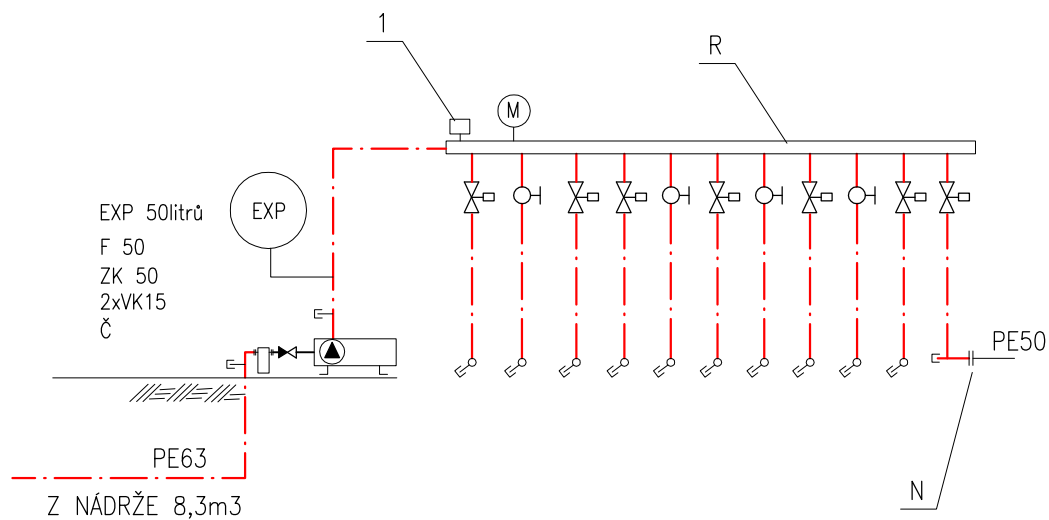 1
R
M
EXP 50litrů
EXP
F 50
ZK 50
2xVK15
Č
PE50
PE63
N
Z NÁDRŽE 8,3m3